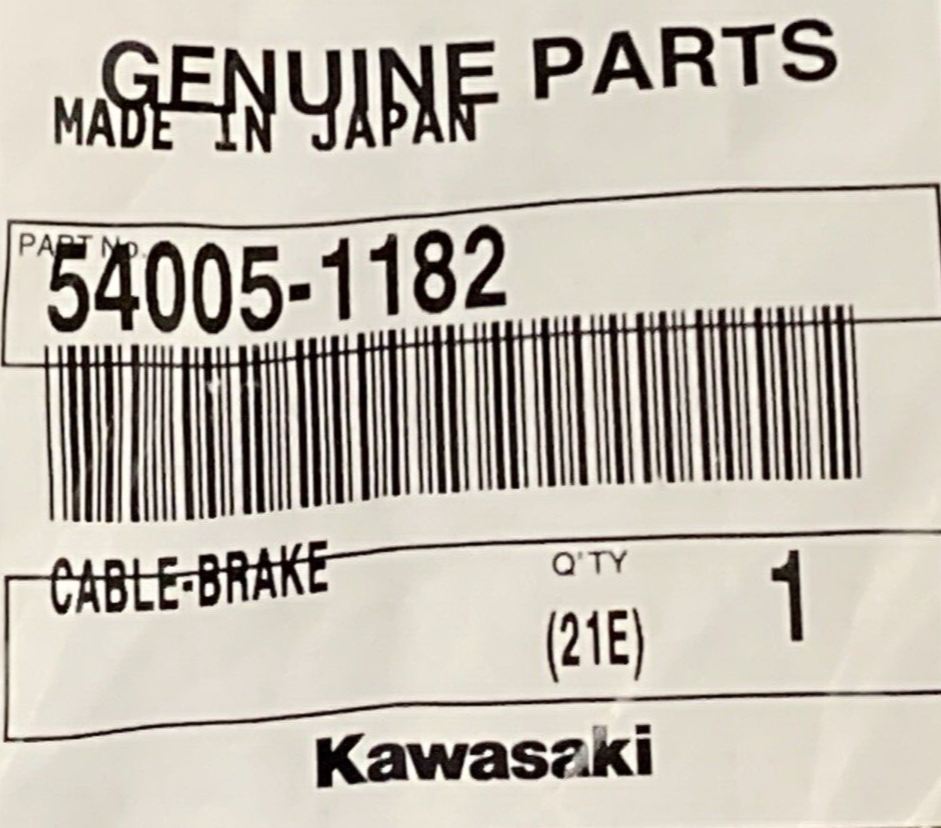 GENUINE PARTS
MADE IN JAPAN
PART No.
54005-1182
CABLE-BRAKE
Q'TY
1
(21E)
Kawasaki